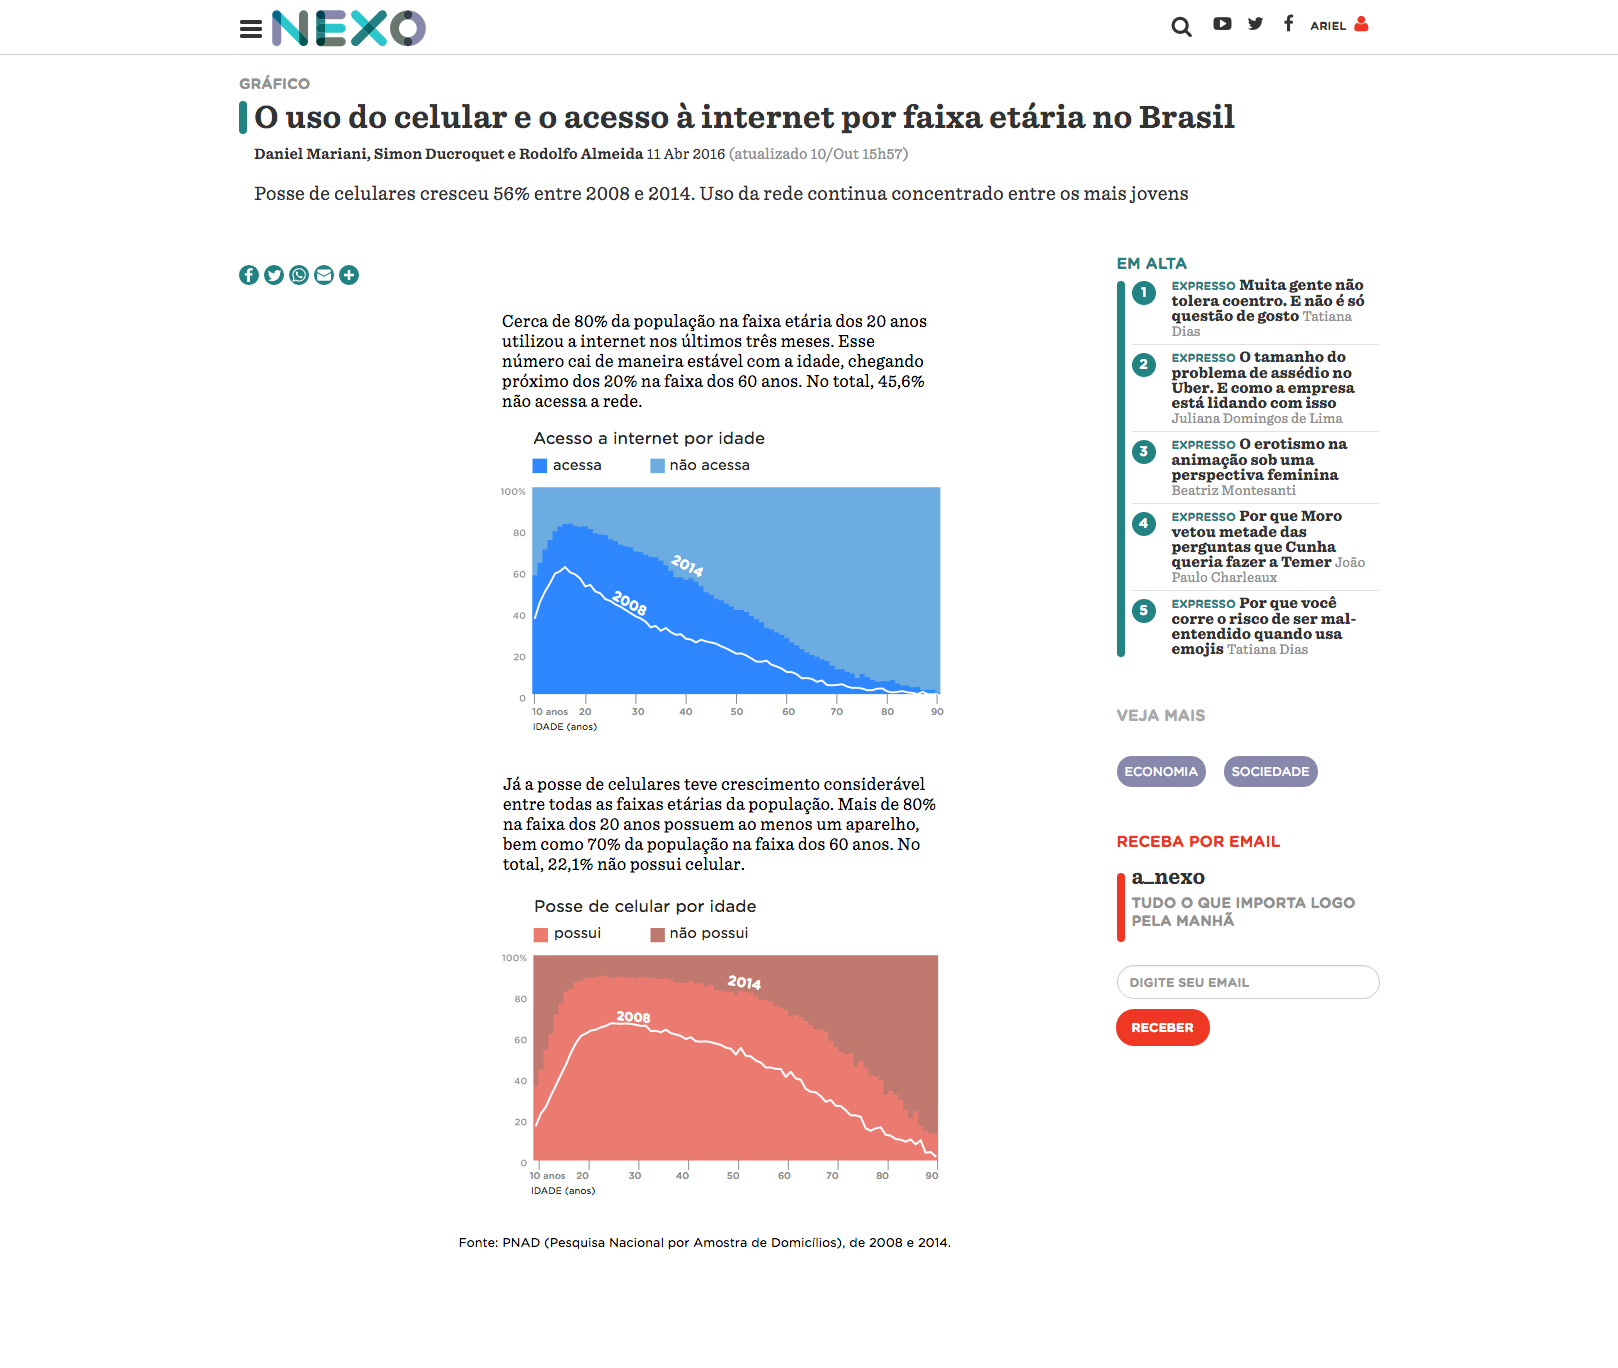 NEXO
ARIEL
GRÁFICO
O uso do celular e o acesso à internet por faixa etária no Brasil
Daniel Mariani, Simon Ducroquet e Rodolfo Almeida 11 Abr 2016 (atualizado 10/Out 15h57)
Posse de celulares cresceu 56% entre 2008 e 2014. Uso da rede continua concentrado entre os mais jovens
Cerca de 80% da população na faixa etária dos 20 anos
utilizou a internet nos últimos três meses. Esse
número cai de maneira estável com a idade, chegando
próximo dos 20% na faixa dos 60 anos. No total, 45,6%
não acessa a rede.
Acesso a internet por idade
acessa não acessa
100%
80
60
40
20
0
2014
2008
10 anos 20 30 40 50 60 70 80 90
IDADE (anos)
Já a posse de celulares teve crescimento considerável
entre todas as faixas etárias da população. Mais de 80%
na faixa dos 20 anos possuem ao menos um aparelho,
bem como 70% da população na faixa dos 60 anos. No
total, 22,1% não possui celular.
Posse de celular por idade
possui não possui
100%
80
60
40
20
0
2014
2008
10 anos 20 30 40 50 60 70 80 90
IDADE (anos)
Fonte: PNAD (Pesquisa Nacional por Amostra de Domicílios), de 2008 e 2014.
EM ALTA
1
EXPRESSO Muita gente não
tolera coentro. E não é só
questão de gosto Tatiana
Dias
2
EXPRESSO O tamanho do
problema de assédio no
Uber. E como a empresa
está lidando com isso
Juliana Domingos de Lima
3
EXPRESSO O erotismo na
animação sob uma
perspectiva feminina
Beatriz Montesanti
4
EXPRESSO Por que Moro
vetou metade das
perguntas que Cunha
queria fazer a Temer João
Paulo Charleaux
5
EXPRESSO Por que você
corre o risco de ser mal-
entendido quando usa
emojis Tatiana Dias
VEJA MAIS
ECONOMIA SOCIEDADE
RECEBA POR EMAIL
a_nexo
TUDO O QUE IMPORTA LOGO
PELA MANHÃ
DIGITE SEU EMAIL
RECEBER